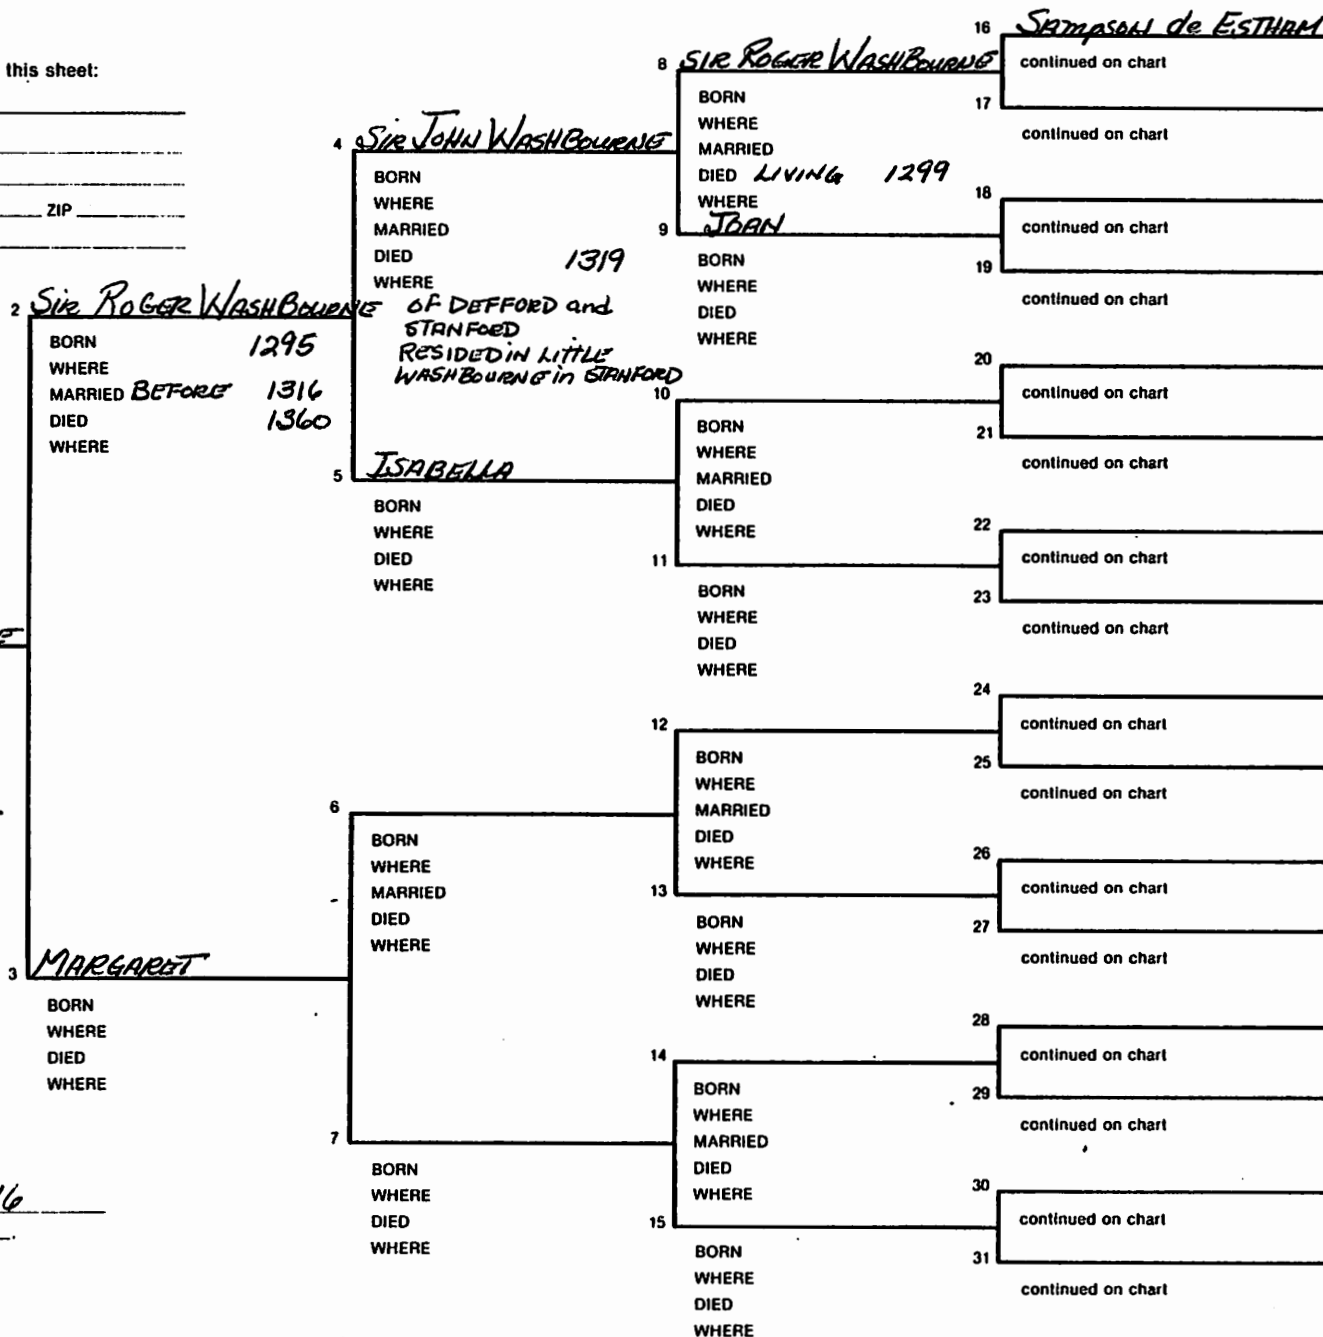 this sheet:
ZIP
16 Sampson de ESTHAM
continued on chart
17
continued on chart
8 SIR ROGER WASHBOURNE
BORN
WHERE
MARRIED
DIED LIVING 1299
WHERE
18
continued on chart
19
continued on chart
9 JOAN
BORN
WHERE
DIED
WHERE
4 SIR JOHN WASHBOURNE
BORN
WHERE
MARRIED
DIED 1319
WHERE OF DEFFORD and
STANFORD
RESIDED IN LITTLE
WASHBOURNE in STANFORD
2 SIR ROGER WASHBOURNE
BORN 1295
WHERE
MARRIED BEFORE 1316
DIED 1360
WHERE
20
continued on chart
21
continued on chart
10
BORN
WHERE
MARRIED
DIED
WHERE
5 ISABELLA
BORN
WHERE
DIED
WHERE
22
continued on chart
23
continued on chart
11
BORN
WHERE
DIED
WHERE
24
continued on chart
25
continued on chart
12
BORN
WHERE
MARRIED
DIED
WHERE
6
BORN
WHERE
MARRIED
DIED
WHERE
26
continued on chart
27
continued on chart
13
BORN
WHERE
DIED
WHERE
3 MARGARET
BORN
WHERE
DIED
WHERE
28
continued on chart
29
continued on chart
14
BORN
WHERE
MARRIED
DIED
WHERE
7
BORN
WHERE
DIED
WHERE
30
continued on chart
31
continued on chart
15
BORN
WHERE
DIED
WHERE
16